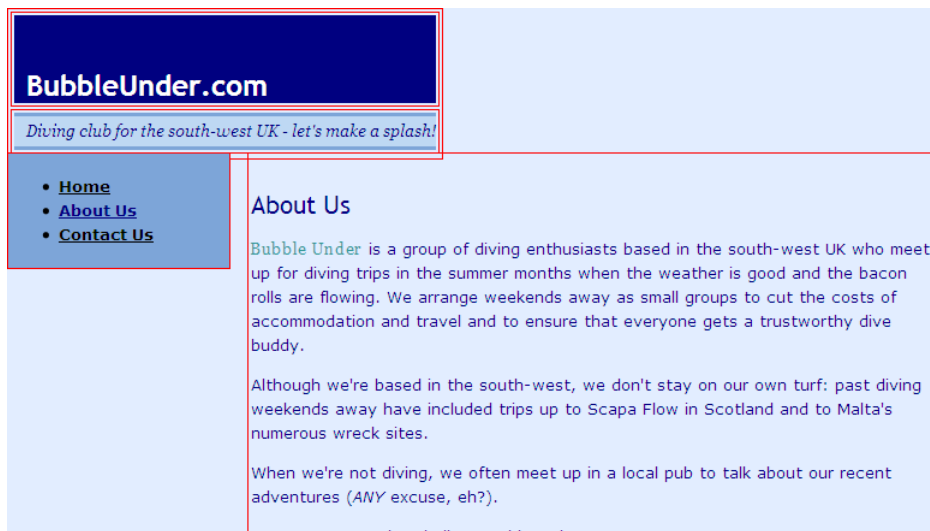 BubbleUnder.com
Diving club for the south-west UK - let's make a splash!
Home
About Us
Contact Us
About Us
Bubble Under is a group of diving enthusiasts based in the south-west UK who meet
up for diving trips in the summer months when the weather is good and the bacon
rolls are flowing. We arrange weekends away as small groups to cut the costs of
accommodation and travel and to ensure that everyone gets a trustworthy dive
buddy.
Although we're based in the south-west, we don't stay on our own turf: past diving
weekends away have included trips up to Scapa Flow in Scotland and to Malta's
numerous wreck sites.
When we're not diving, we often meet up in a local pub to talk about our recent
adventures (ANY excuse, eh?).